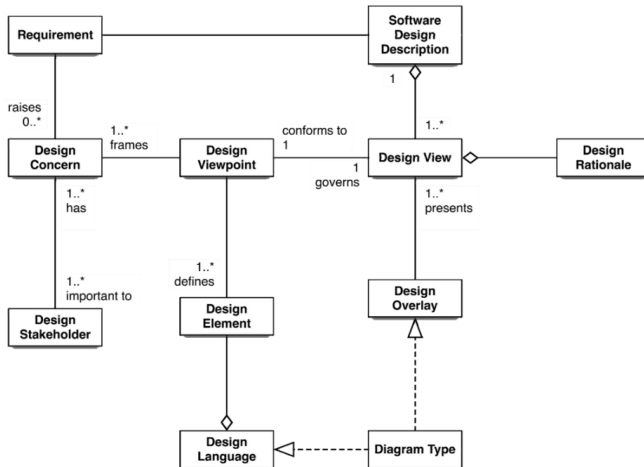 Requirement
Software
Design
Description
1
raises
0..*
1..*
frames
conforms to
1
1..*
Design
Concern
Design
Viewpoint
1
governs
Design View
Design
Rationale
1..*
has
1..*
presents
1..*
important to
1..*
defines
Design
Stakeholder
Design
Element
Design
Overlay
Design
Language
Diagram Type